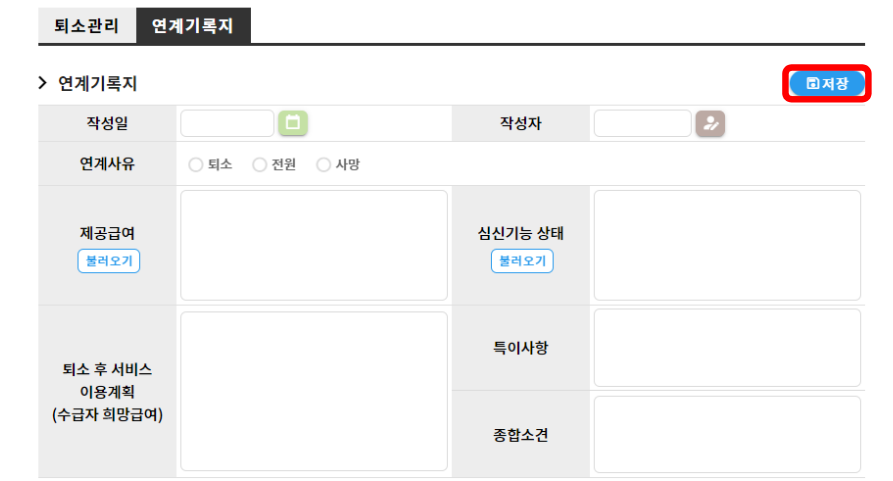 퇴소관리 연계기록지
연계기록지 저장
작성일 작성자
연계사유 퇴소 전원 사망
제공급여 심신기능 상태
불러오기 불러오기
퇴소 후 서비스
이용계획
(수급자 희망급여)
특이사항
종합소견